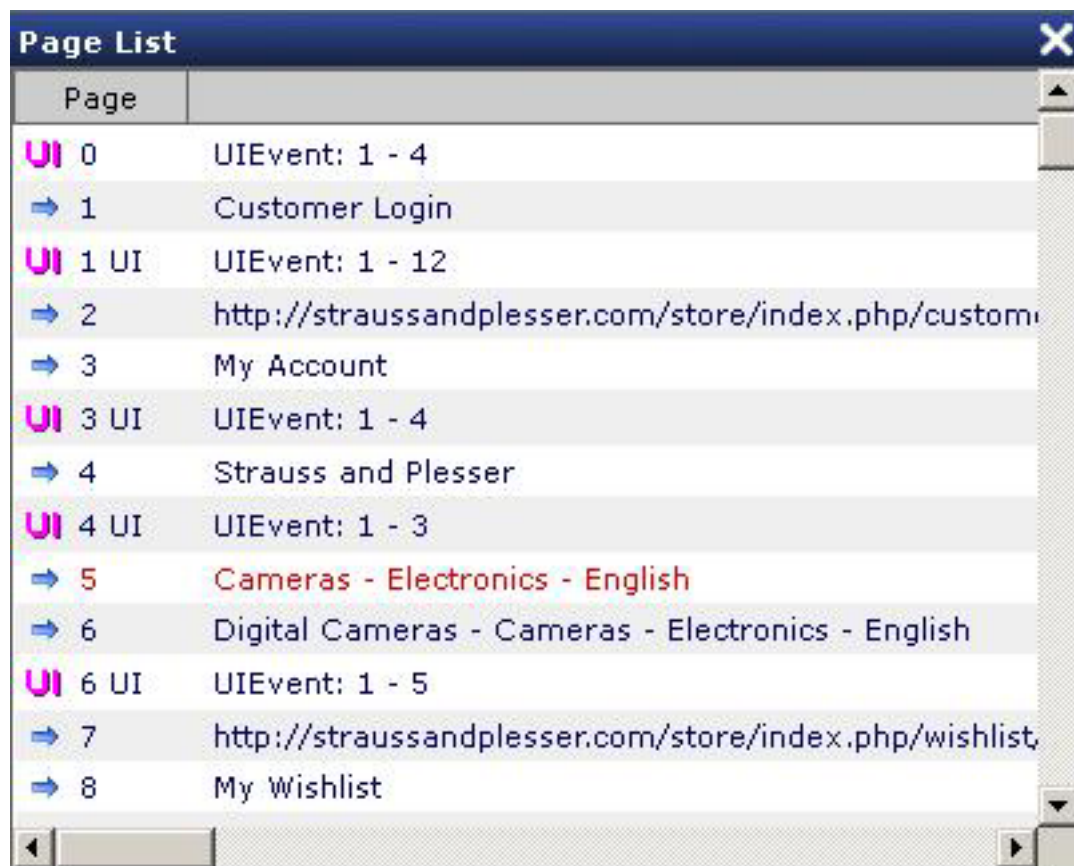 Page List
Page
UI 0 UIEvent: 1 - 4
1 Customer Login
UI 1 UI UIEvent: 1 - 12
2 http://straussandplesser.com/store/index.php/custom
3 My Account
UI 3 UI UIEvent: 1 - 4
4 Strauss and Plesser
UI 4 UI UIEvent: 1 - 3
5 Cameras - Electronics - English
6 Digital Cameras - Cameras - Electronics - English
UI 6 UI UIEvent: 1 - 5
7 http://straussandplesser.com/store/index.php/wishlist/
8 My Wishlist